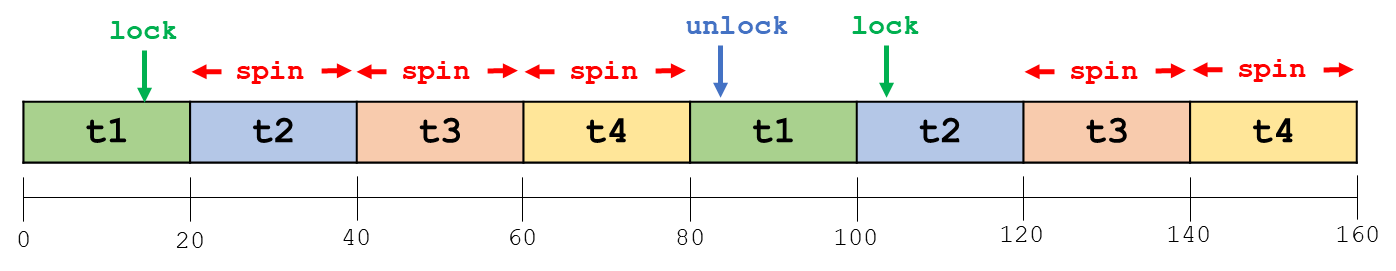 lock unlock lock
spin spin spin spin spin
t1 t2 t3 t4 t1 t2 t3 t4
0 20 40 60 80 100 120 140 160